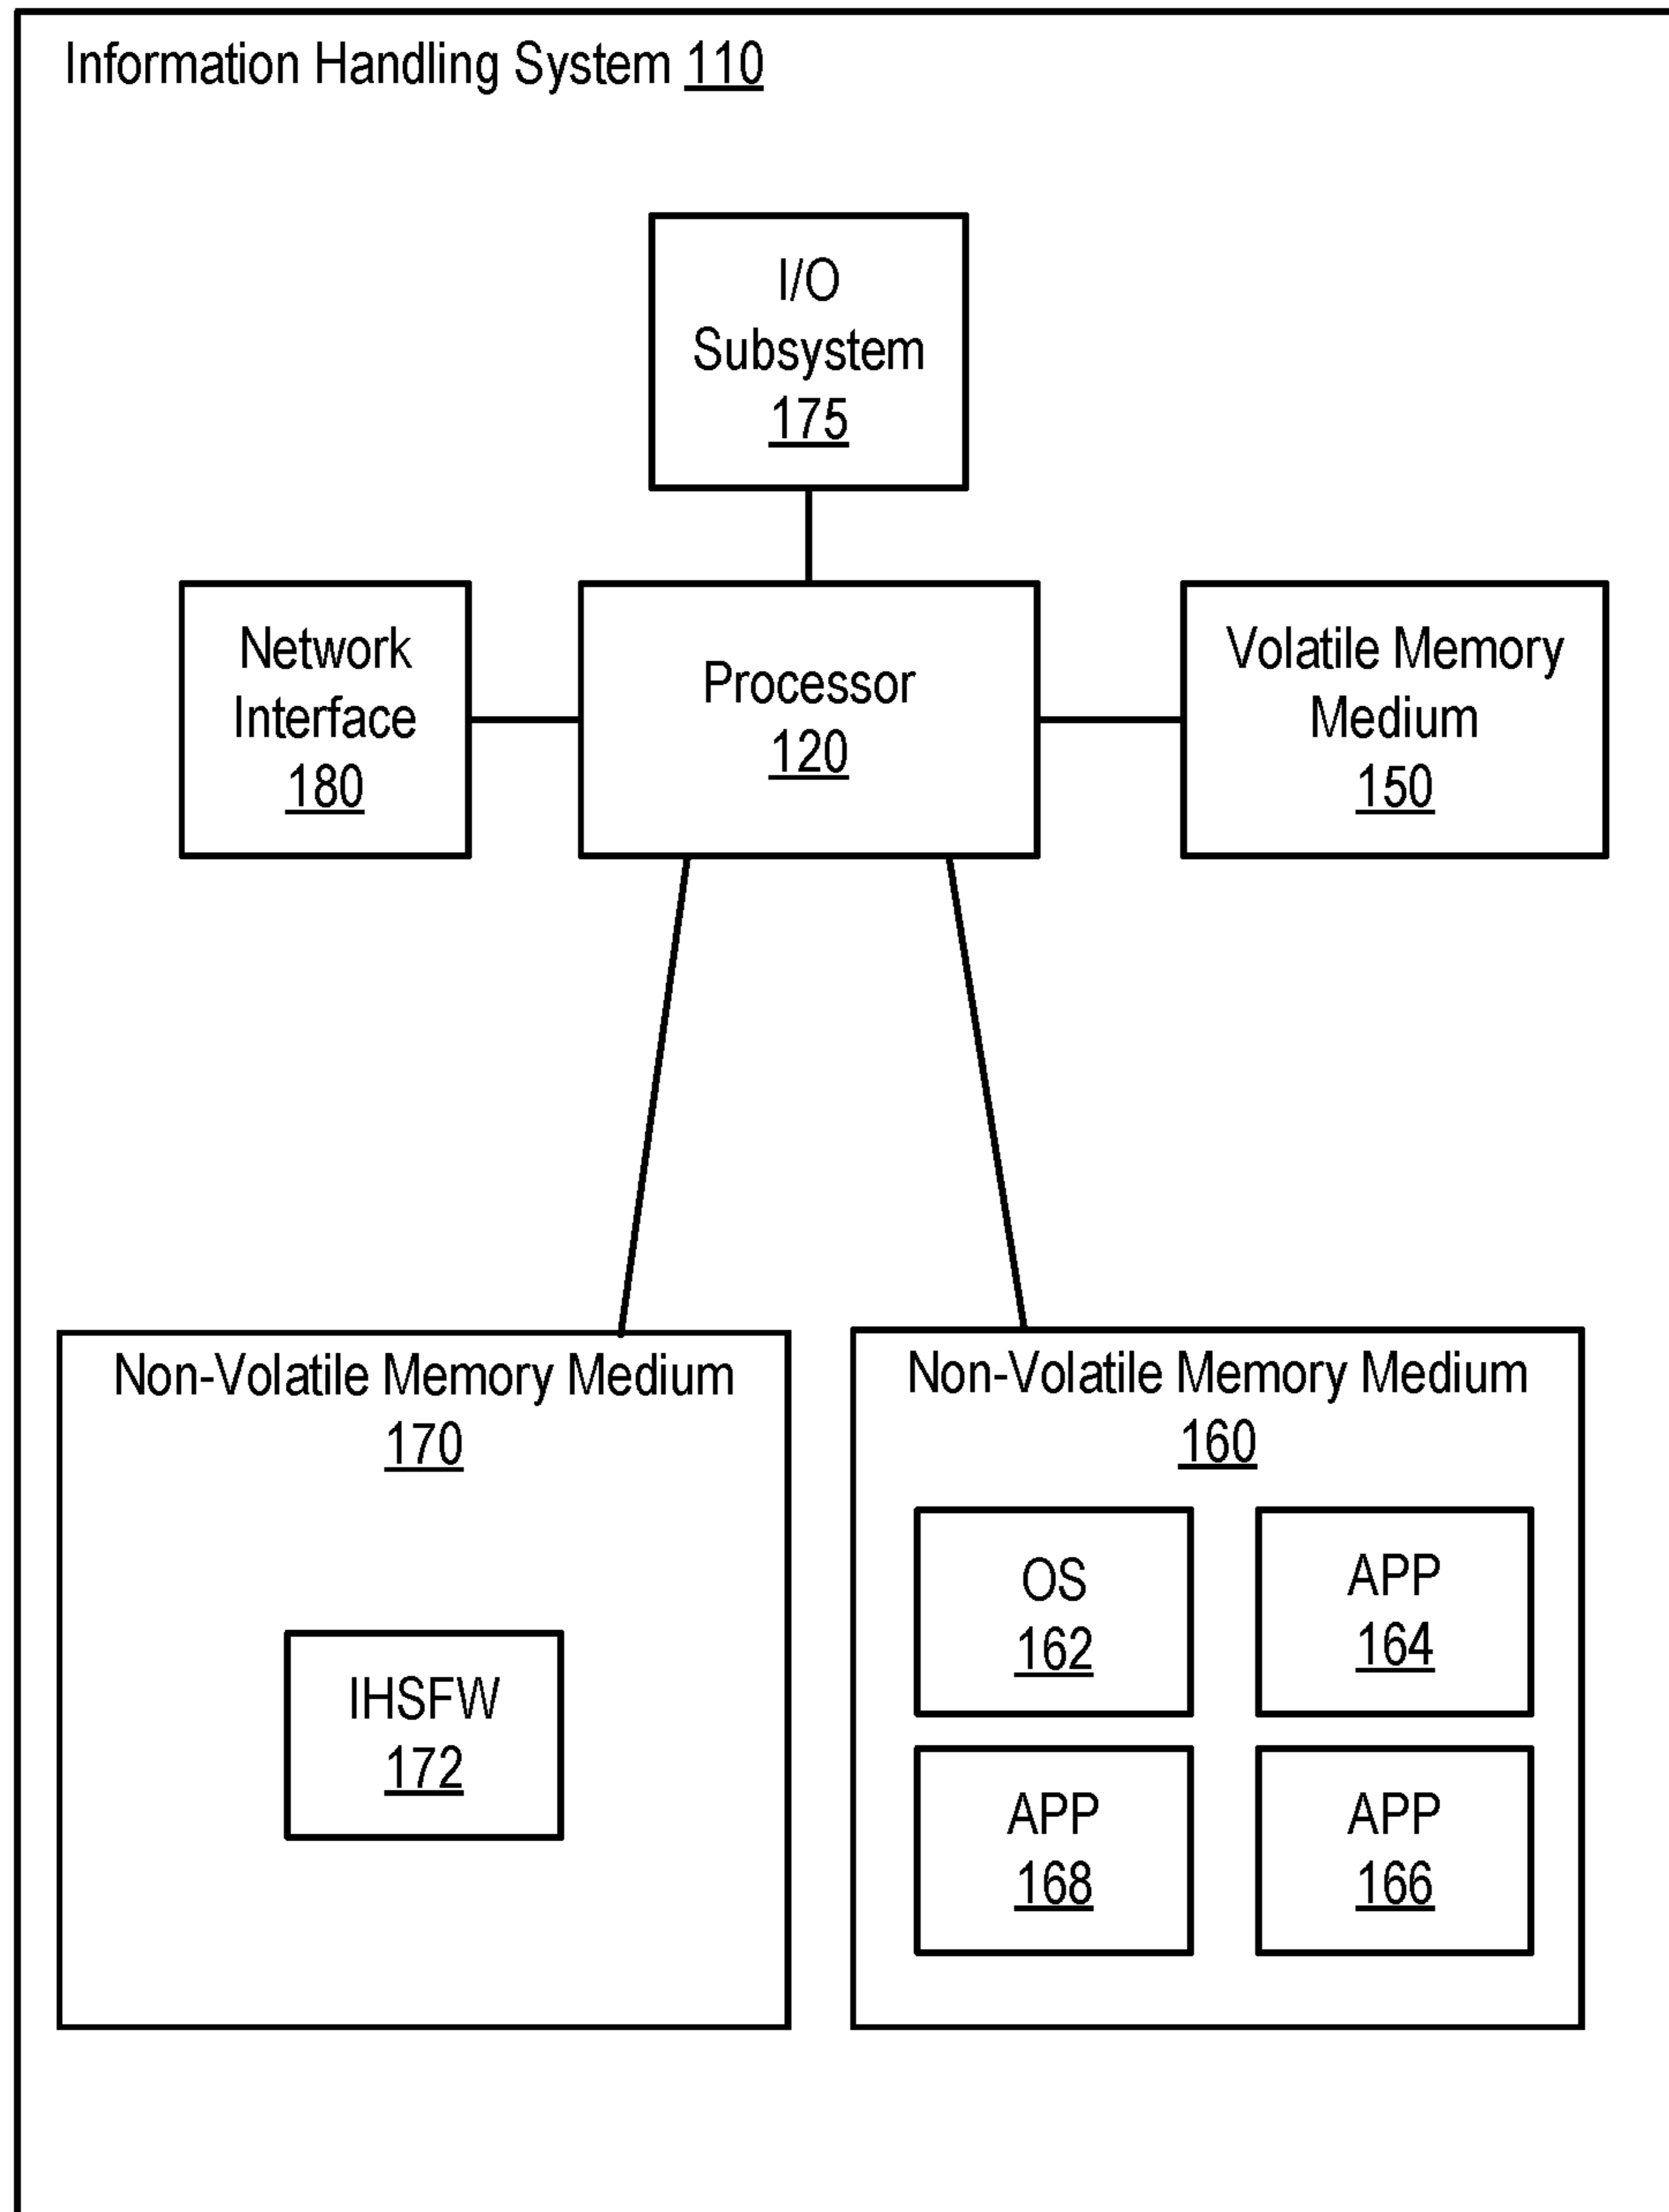 Information Handling System 110
I/O
Subsystem
175
Network
Interface
180
Processor
120
Volatile Memory
Medium
150
Non-Volatile Memory Medium
170
IHSFW
172
Non-Volatile Memory Medium
160
OS
162
APP
164
APP
168
APP
166